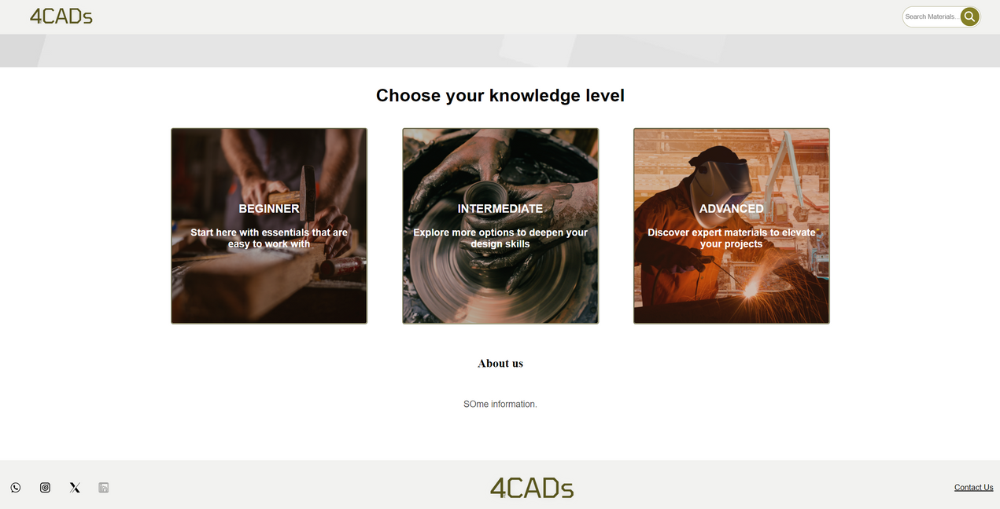 4CADs
Search Materials...
Choose your knowledge level
BEGINNER
Start here with essentials that are
easy to work with
INTERMEDIATE
Explore more options to deepen your
design skills
ADVANCED
Discover expert materials to elevate
your projects
About us
SOme information.
4CADs
Contact Us